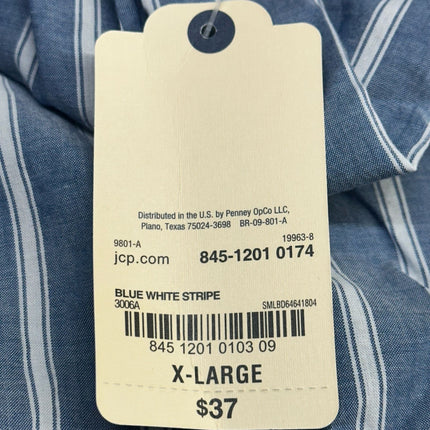 Distributed in the U.S. by Penney OpCo LLC,
Plano, Texas 75024-3698 BR-09-801-A
9801-A 19963-8
jcp.com 845-1201 0174
BLUE WHITE STRIPE
3006A SMLBD64641804
845 1201 0103 09
X-LARGE
$37